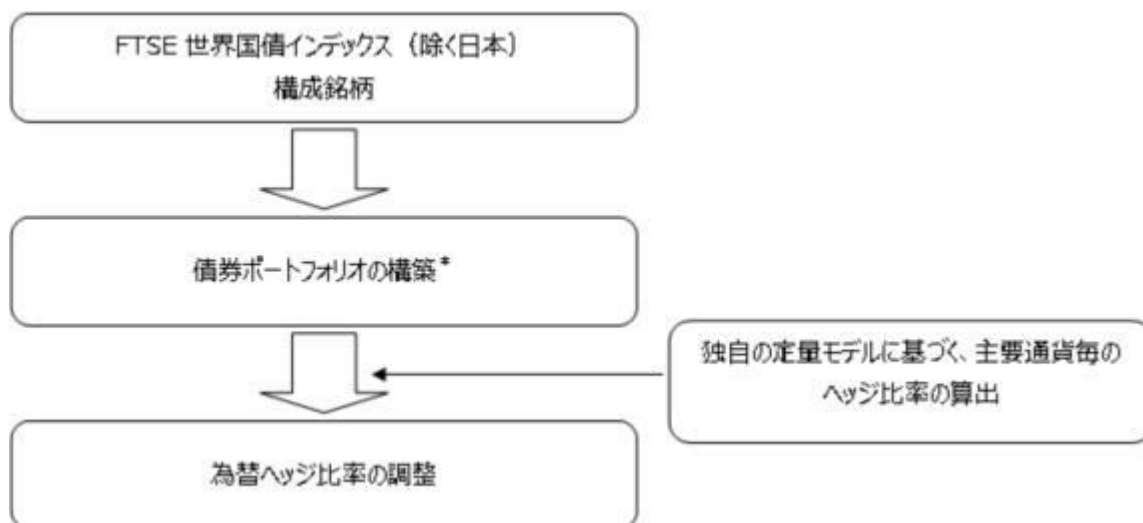 FTSE 世界国債インデックス（除く日本）
構成銘柄
債券ポートフォリオの構築*
独自の定量モデルに基づく、主要通貨毎の
ヘッジ比率の算出
為替ヘッジ比率の調整